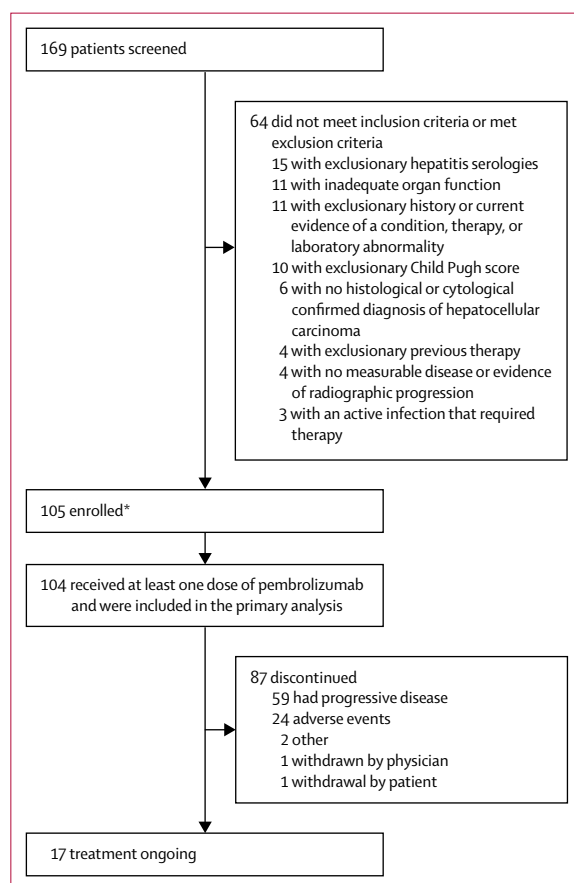 169 patients screened
64 did not meet inclusion criteria or met
exclusion criteria
15 with exclusionary hepatitis serologies
11 with inadequate organ function
11 with exclusionary history or current
evidence of a condition, therapy, or
laboratory abnormality
10 with exclusionary Child Pugh score
6 with no histological or cytological
confirmed diagnosis of hepatocellular
carcinoma
4 with exclusionary previous therapy
4 with no measurable disease or evidence
of radiographic progression
3 with an active infection that required
therapy
105 enrolled*
104 received at least one dose of pembrolizumab
and were included in the primary analysis
87 discontinued
59 had progressive disease
24 adverse events
2 other
1 withdrawn by physician
1 withdrawal by patient
17 treatment ongoing